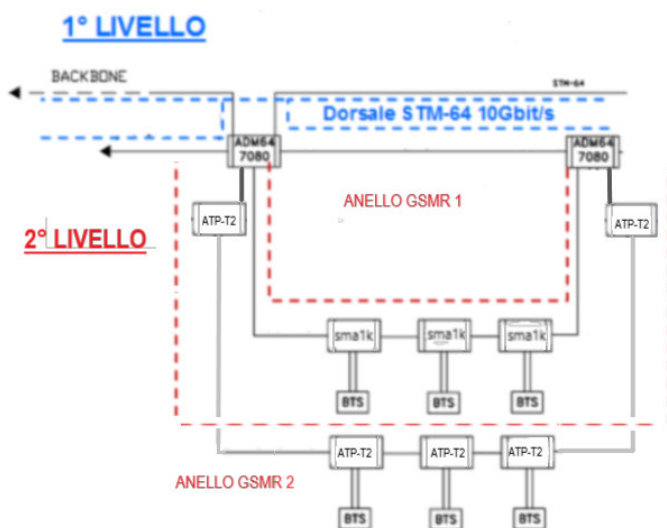 1° LIVELLO
BACKBONE
STM-64
Dorsale STM-64 10Gbit/s
ADM64
7080
ADM64
7080
ANELLO GSMR 1
ATP-T2
ATP-T2
2° LIVELLO
sma1k
sma1k
sma1k
BTS
BTS
BTS
ATP-T2
ATP-T2
ATP-T2
ANELLO GSMR 2
BTS
BTS
BTS